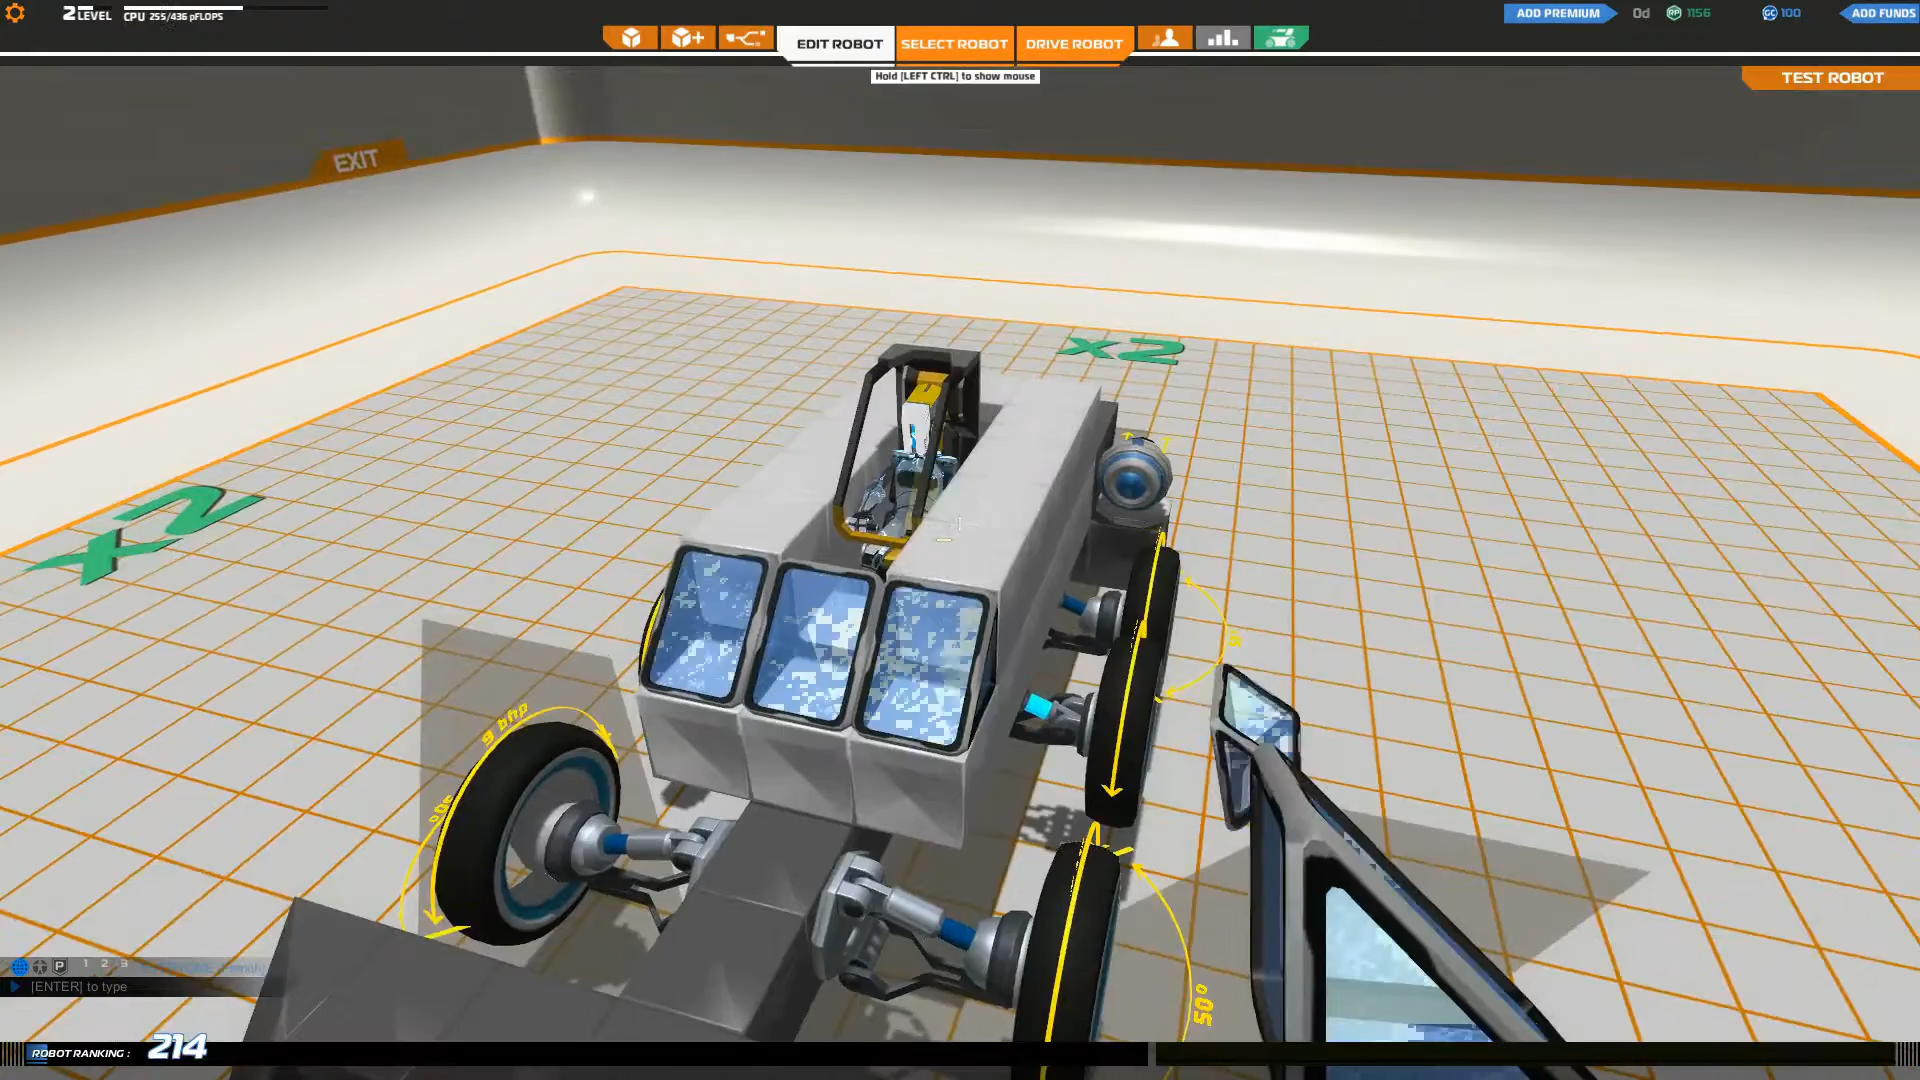 2 LEVEL CPU 255/436 pFLOPS
ADD PREMIUM 0d RP 1156 GC 100 ADD FUNDS
EDIT ROBOT SELECT ROBOT DRIVE ROBOT
Hold [LEFT CTRL] to show mouse
TEST ROBOT
EXIT
X2
X2
9 bhp
50°
P 1 2 3
[ENTER] to type
ROBOT RANKING : 214